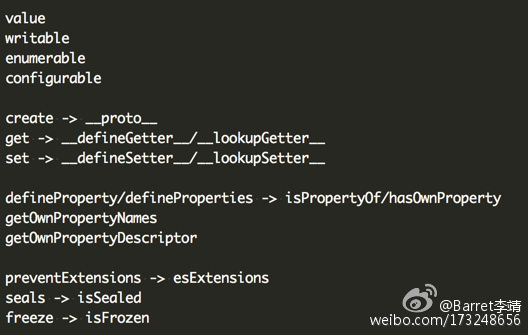 value
writable
enumerable
configurable
create -> __proto__
get -> __defineGetter__/__lookupGetter__
set -> __defineSetter__/__lookupSetter__
defineProperty/defineProperties -> isPropertyOf/hasOwnProperty
getOwnPropertyNames
getOwnPropertyDescriptor
preventExtensions -> esExtensions
seals -> isSealed
freeze -> isFrozen
@Barret李靖
weibo.com/173248656